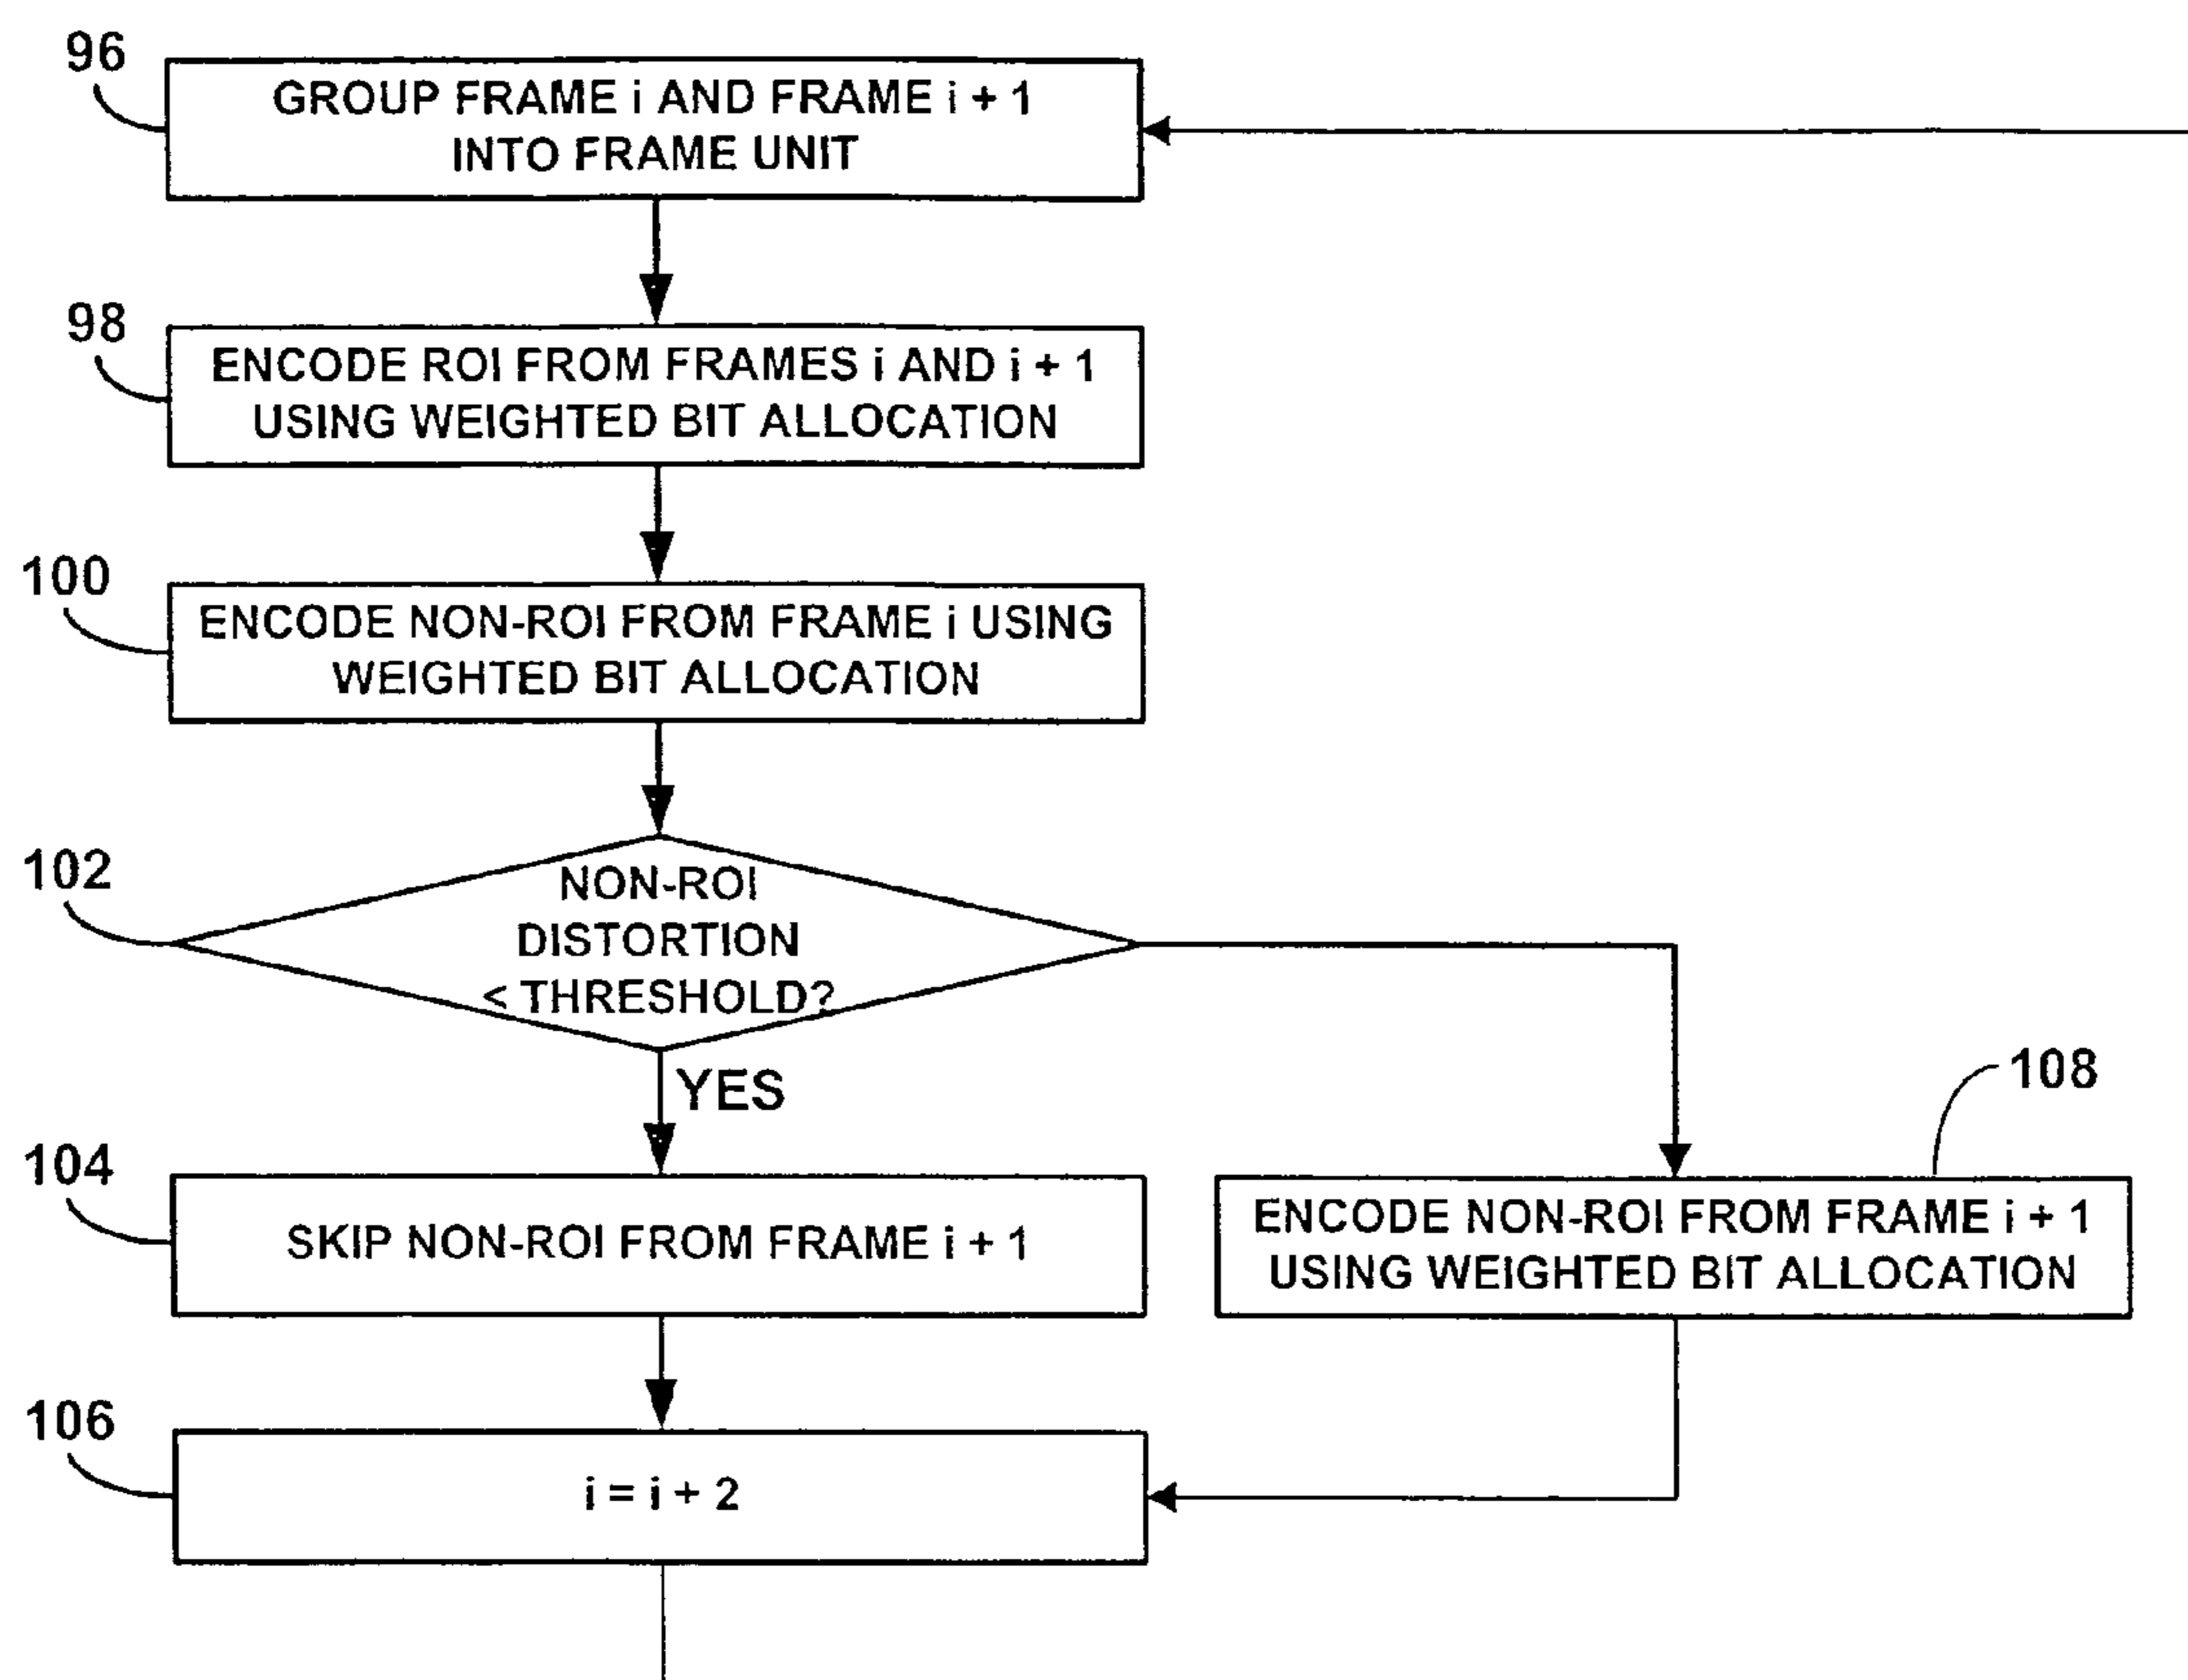 96
GROUP FRAME i AND FRAME i + 1
INTO FRAME UNIT
98
ENCODE ROI FROM FRAMES i AND i + 1
USING WEIGHTED BIT ALLOCATION
100
ENCODE NON-ROI FROM FRAME i USING
WEIGHTED BIT ALLOCATION
102
NON-ROI
DISTORTION
< THRESHOLD?
YES
108
104
SKIP NON-ROI FROM FRAME i + 1
ENCODE NON-ROI FROM FRAME i + 1
USING WEIGHTED BIT ALLOCATION
106
i = i + 2